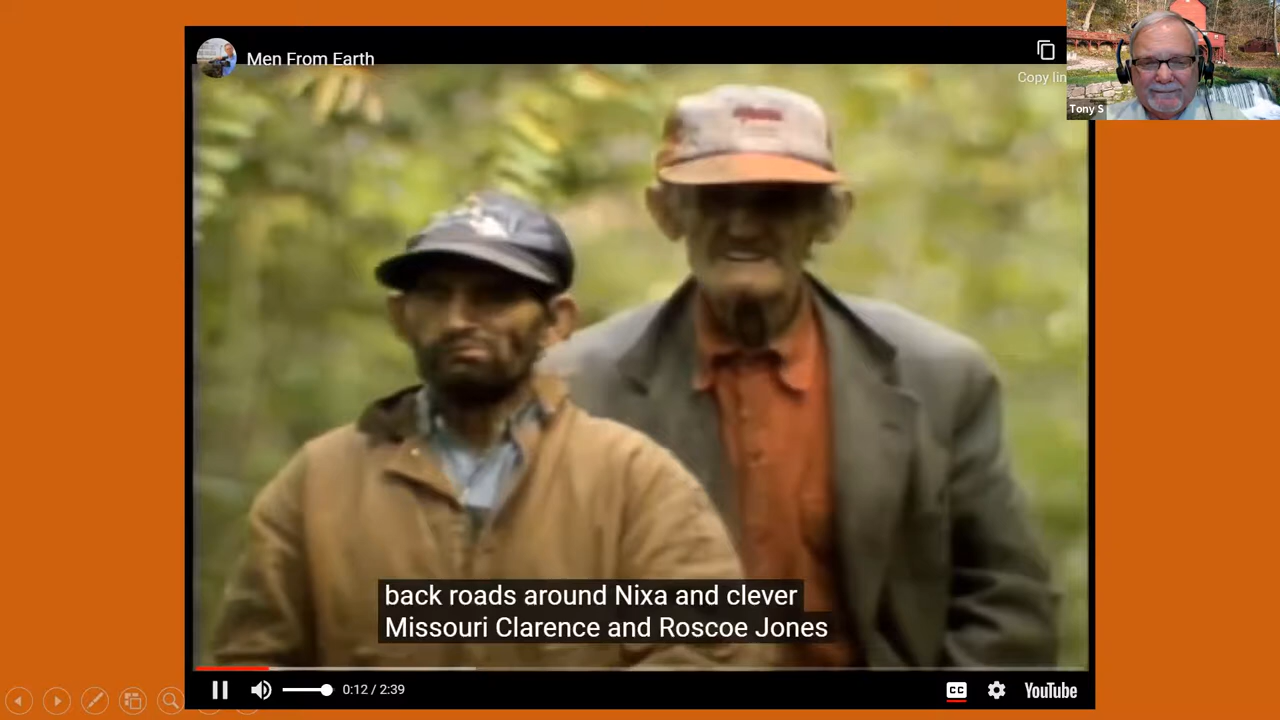 Men From Earth
Copy lin
Tony S
back roads around Nixa and clever
Missouri Clarence and Roscoe Jones
0:12 / 2:39
CC
YouTube